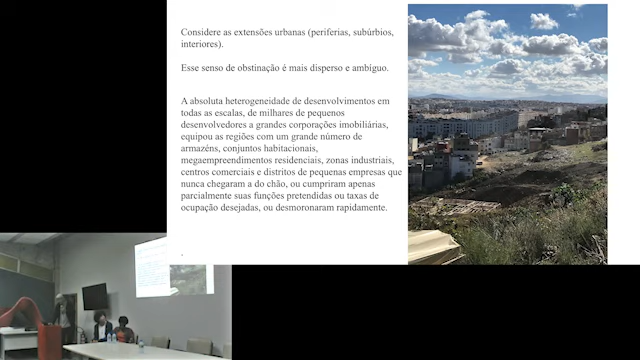 Considere as extensões urbanas (periferias, subúrbios,
interiores).
Esse senso de obstinação é mais disperso e ambíguo.
A absoluta heterogeneidade de desenvolvimentos em
todas as escalas, de milhares de pequenos
desenvolvedores a grandes corporações imobiliárias,
equipou as regiões com um grande número de
armazéns, conjuntos habitacionais,
megaempreendimentos residenciais, zonas industriais,
centros comerciais e distritos de pequenas empresas que
nunca chegaram a do chão, ou cumpriram apenas
parcialmente suas funções pretendidas ou taxas de
ocupação desejadas, ou desmoronaram rapidamente.